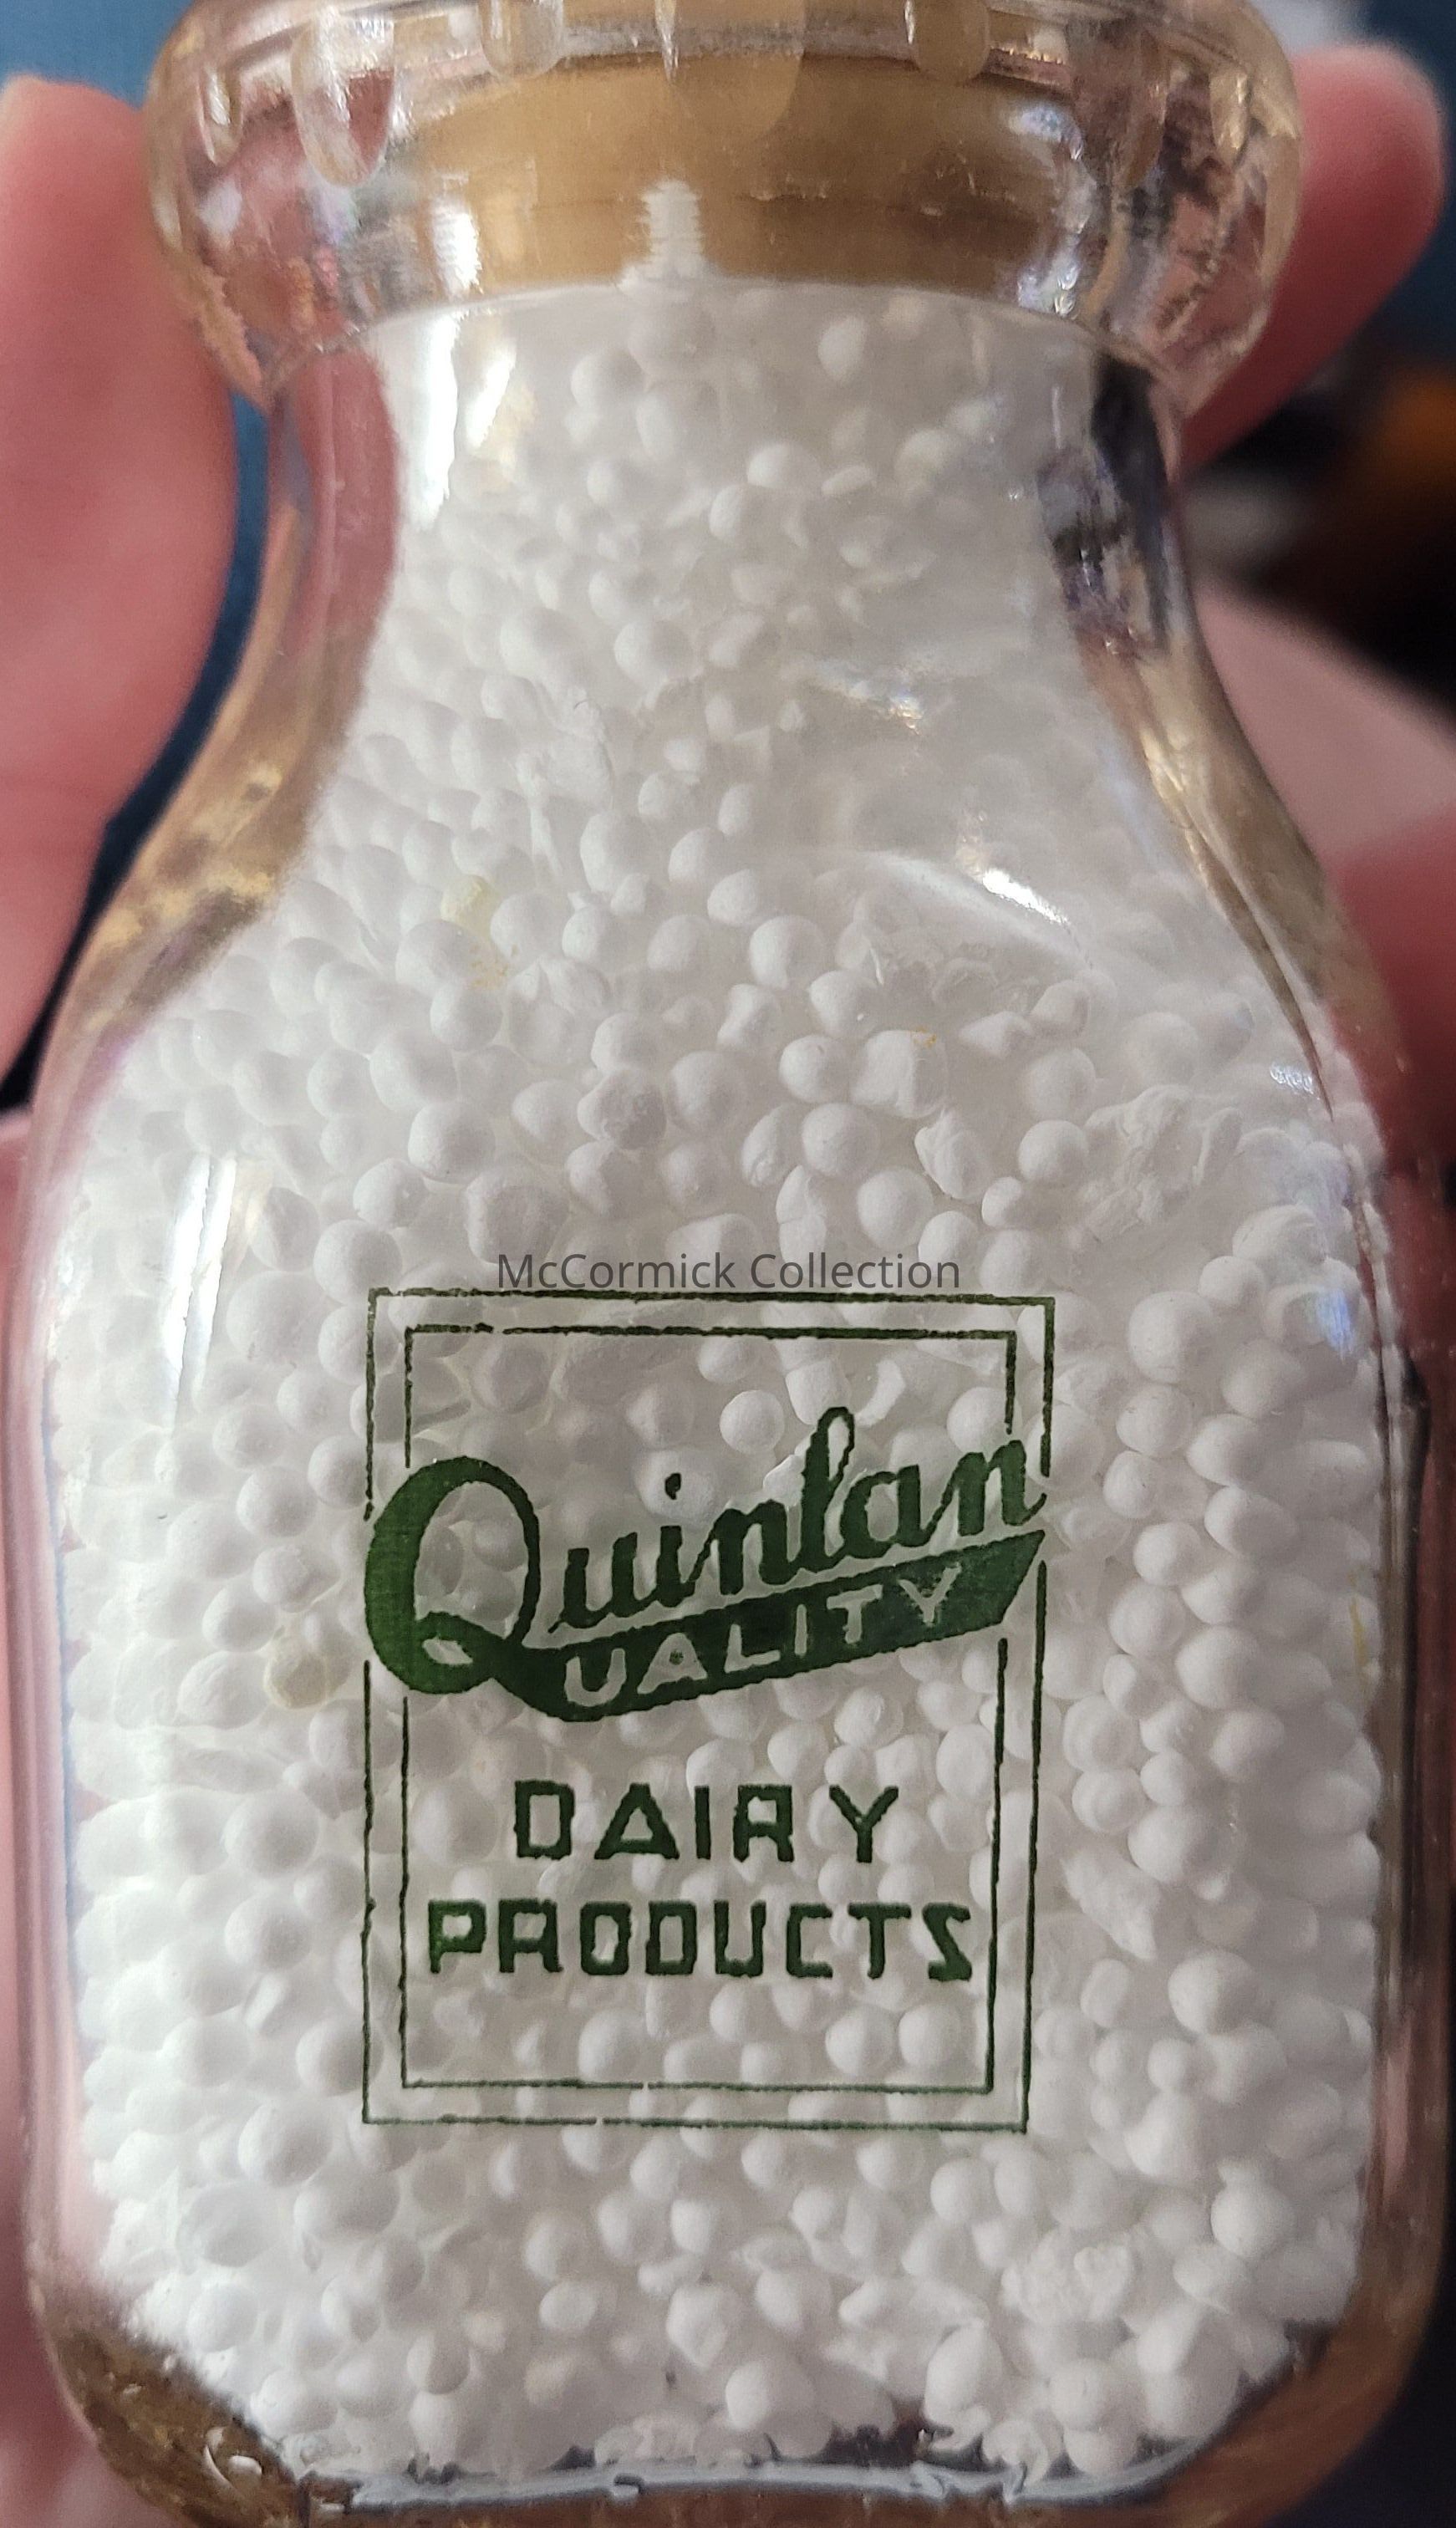 McCormick Collection
Quinlan
UALITY
DAIRY
PRODUCTS